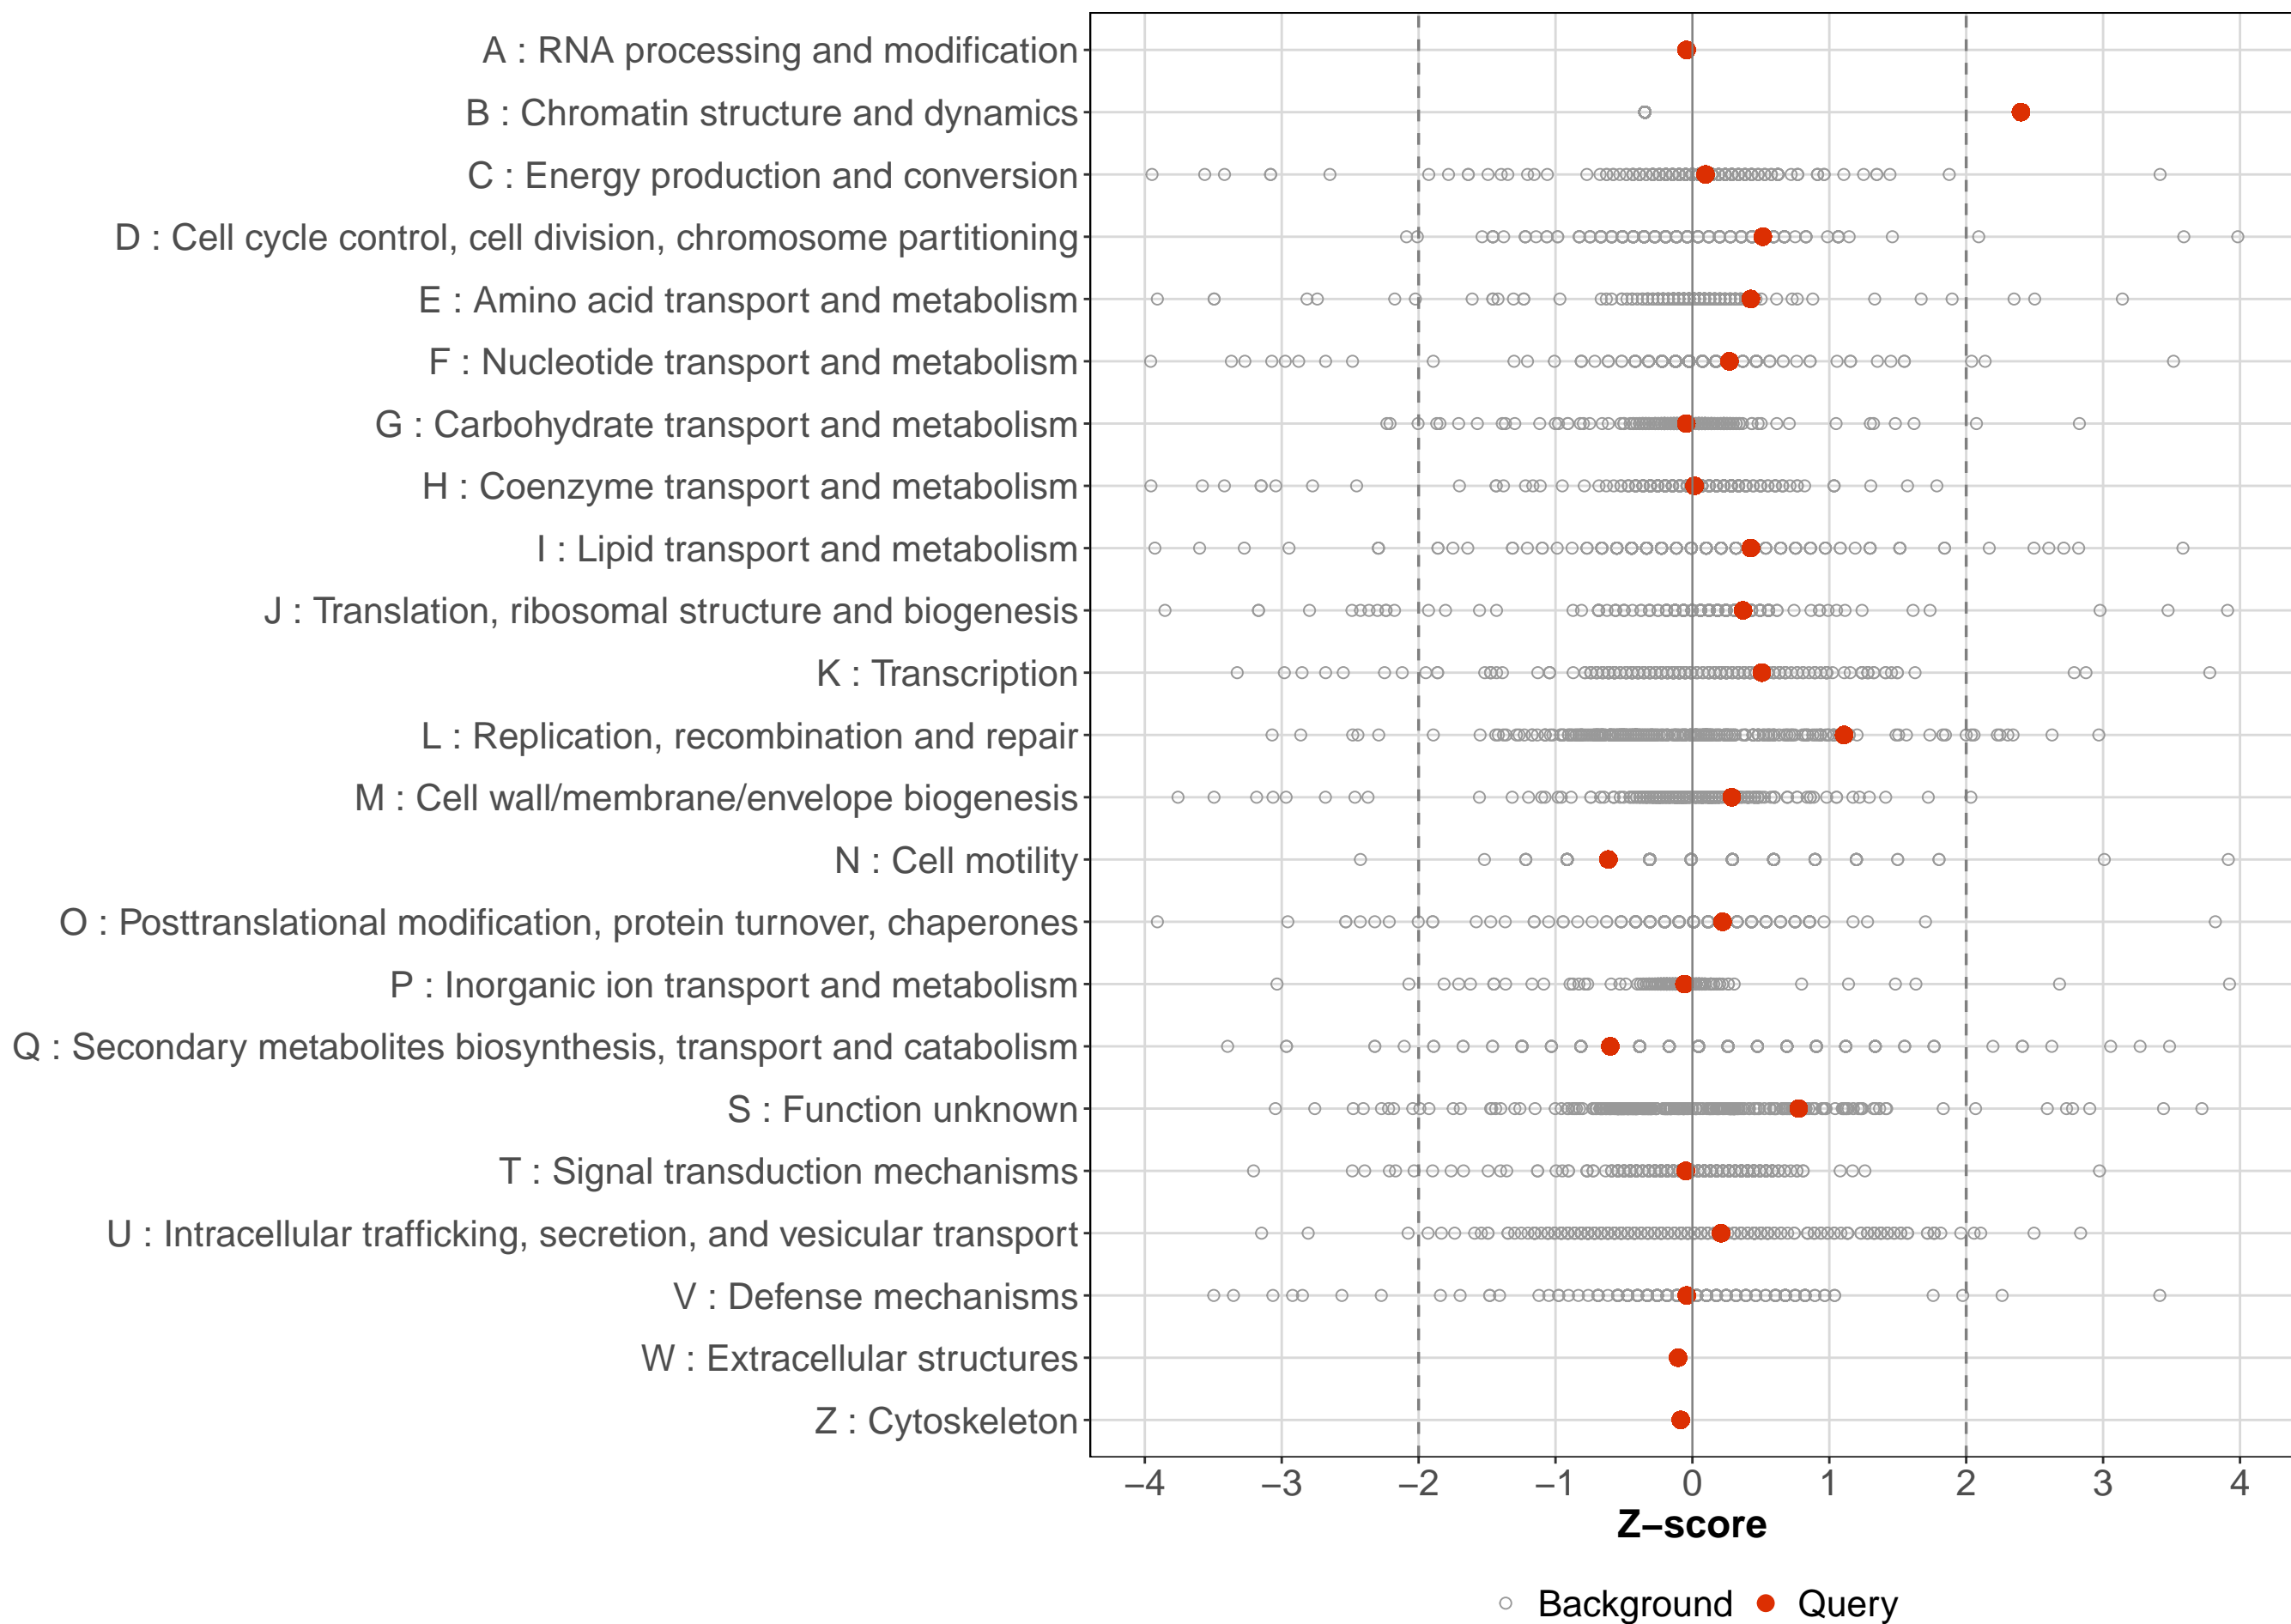 A : RNA processing and modification
B : Chromatin structure and dynamics
C : Energy production and conversion
D : Cell cycle control, cell division, chromosome partitioning
E : Amino acid transport and metabolism
F : Nucleotide transport and metabolism
G : Carbohydrate transport and metabolism
H : Coenzyme transport and metabolism
I : Lipid transport and metabolism
J : Translation, ribosomal structure and biogenesis
K : Transcription
L : Replication, recombination and repair
M : Cell wall/membrane/envelope biogenesis
N : Cell motility
O : Posttranslational modification, protein turnover, chaperones
P : Inorganic ion transport and metabolism
Q : Secondary metabolites biosynthesis, transport and catabolism
S : Function unknown
T : Signal transduction mechanisms
U : Intracellular trafficking, secretion, and vesicular transport
V : Defense mechanisms
W : Extracellular structures
Z : Cytoskeleton
−4 −3 −2 −1 0 1 2 3 4
Z−score
Background Query